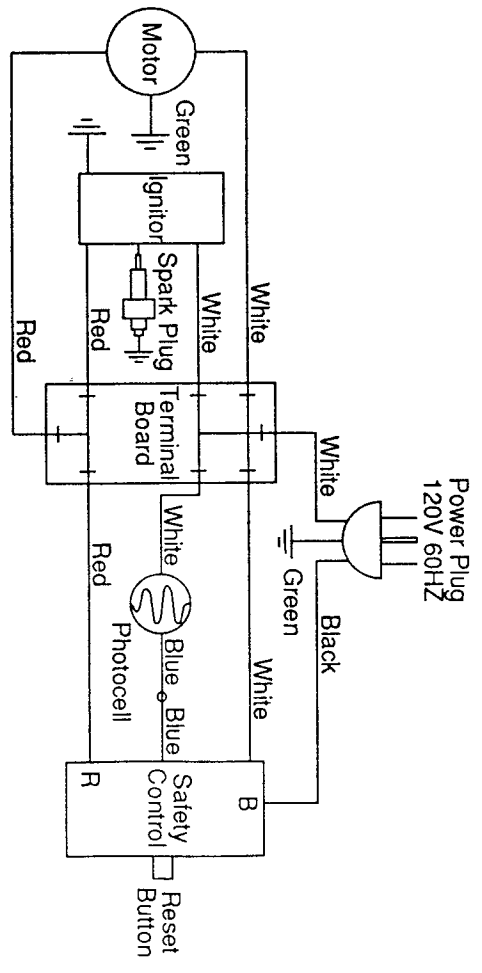 Power Plug
120V 60HZ
White
Green
Black
Motor
Green
Ignitor
Spark Plug
White
White
Red
Red
Terminal
Board
White
Photocell
Blue
Blue
White
Red
Safety
Control
B
R
Reset
Button